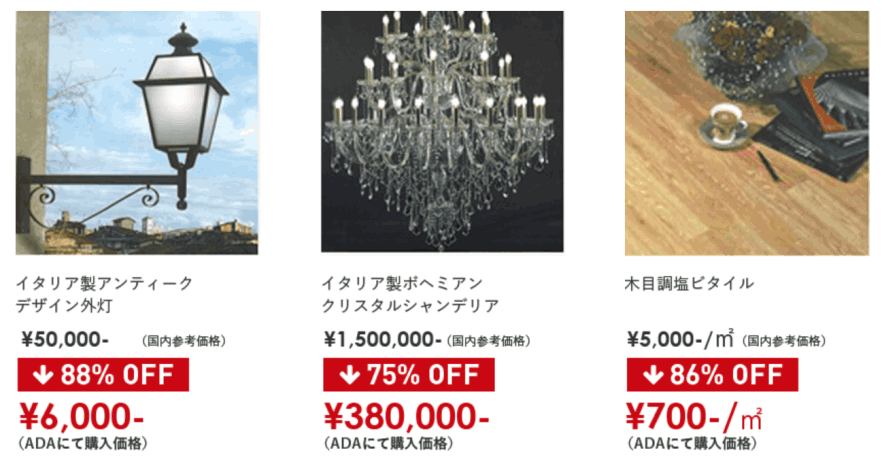 イタリア製アンティーク
デザイン外灯
¥50,000- （国内参考価格）
↓ 88% OFF
¥6,000-
（ADAにて購入価格）
イタリア製ボヘミアン
クリスタルシャンデリア
¥1,500,000-（国内参考価格）
↓ 75% OFF
¥380,000-
（ADAにて購入価格）
木目調塩ビタイル
¥5,000-/㎡（国内参考価格）
↓ 86% OFF
¥700-/㎡
（ADAにて購入価格）